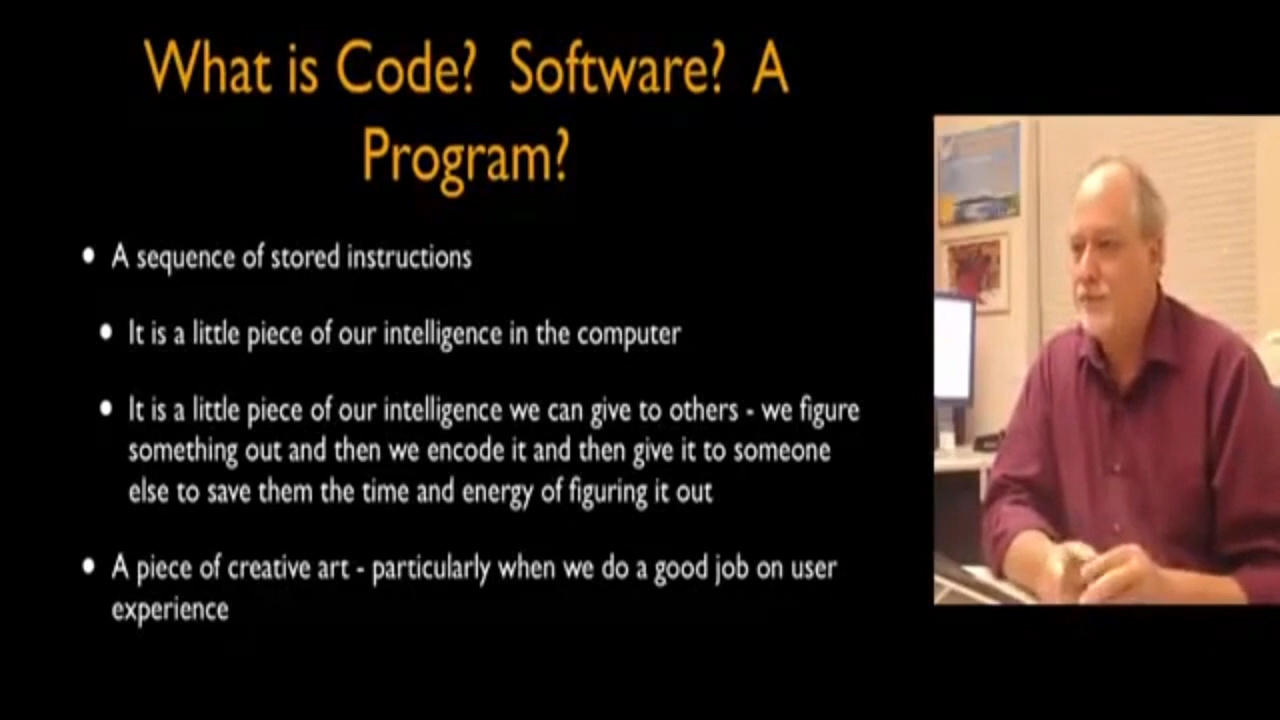 What is Code? Software? A
Program?
• A sequence of stored instructions
• It is a little piece of our intelligence in the computer
• It is a little piece of our intelligence we can give to others - we figure
something out and then we encode it and then give it to someone
else to save them the time and energy of figuring it out
• A piece of creative art - particularly when we do a good job on user
experience